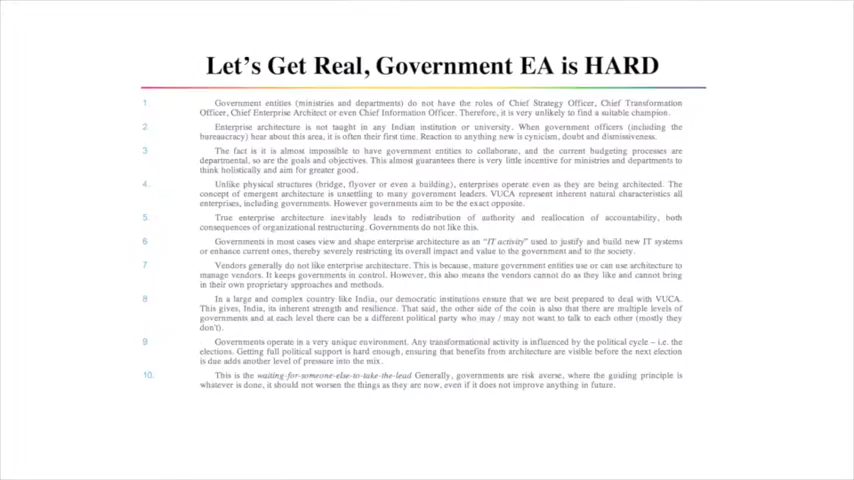 Let's Get Real, Government EA is HARD
1. Government entities (ministries and departments) do not have the roles of Chief Strategy Officer, Chief Transformation
Officer, Chief Enterprise Architect or even Chief Information Officer. Therefore, it is very unlikely to find a suitable champion.
2. Enterprise architecture is not taught in any Indian institution or university. When government officers (including the
bureaucracy) hear about this area, it is often their first time. Reaction to anything new is cynicism, doubt and dismissiveness.
3. The fact is it is almost impossible to have government entities to collaborate, and the current budgeting processes are
departmental, so are the goals and objectives. This almost guarantees there is very little incentive for ministries and departments to
think holistically and aim for greater good.
4. Unlike physical structures (bridge, flyover or even a building), enterprises operate even as they are being architected. The
concept of emergent architecture is unsettling to many government leaders. VUCA represent inherent natural characteristics all
enterprises, including governments. However governments aim to be the exact opposite.
5. True enterprise architecture inevitably leads to redistribution of authority and reallocation of accountability, both
consequences of organizational restructuring. Governments do not like this.
6. Governments in most cases view and shape enterprise architecture as an "IT activity" used to justify and build new IT systems
or enhance current ones, thereby severely restricting its overall impact and value to the government and to the society.
7. Vendors generally do not like enterprise architecture. This is because, mature government entities use or can use architecture to
manage vendors. It keeps governments in control. However, this also means the vendors cannot do as they like and cannot bring
in their own proprietary approaches and methods.
8. In a large and complex country like India, our democratic institutions ensure that we are best prepared to deal with VUCA.
This gives, India, its inherent strength and resilience. That said, the other side of the coin is also that there are multiple levels of
governments and at each level there can be a different political party who may / may not want to talk to each other (mostly they
don't).
9. Governments operate in a very unique environment. Any transformational activity is influenced by the political cycle – i.e. the
elections. Getting full political support is hard enough, ensuring that benefits from architecture are visible before the next election
is due adds another level of pressure into the mix.
10. This is the waiting-for-someone-else-to-take-the-lead Generally, governments are risk averse, where the guiding principle is
whatever is done, it should not worsen the things as they are now, even if it does not improve anything in future.